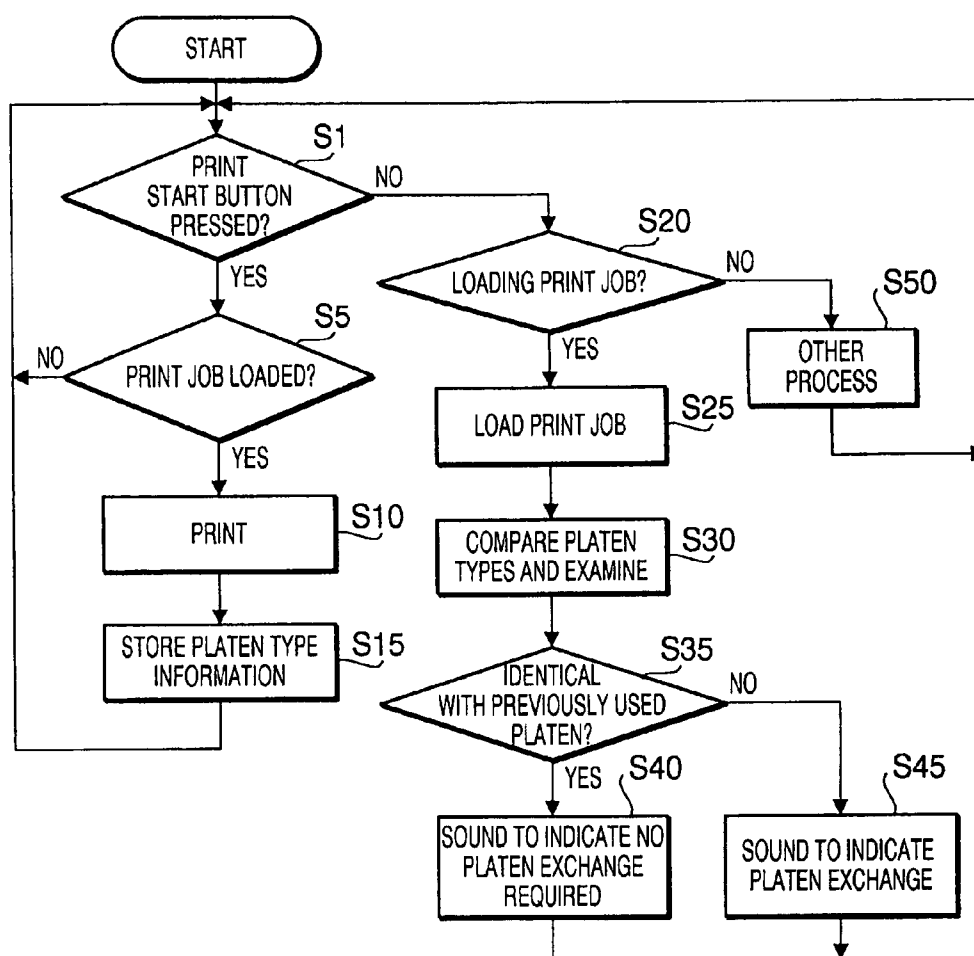 START
S1
PRINT
START BUTTON
PRESSED?
NO
YES
S20
LOADING PRINT JOB?
NO
YES
S50
OTHER
PROCESS
S5
NO
PRINT JOB LOADED?
YES
S25
LOAD PRINT JOB
S10
PRINT
S30
COMPARE PLATEN
TYPES AND EXAMINE
S15
STORE PLATEN TYPE
INFORMATION
S35
IDENTICAL
WITH PREVIOUSLY USED
PLATEN?
NO
YES
S40
SOUND TO INDICATE NO
PLATEN EXCHANGE
REQUIRED
S45
SOUND TO INDICATE
PLATEN EXCHANGE